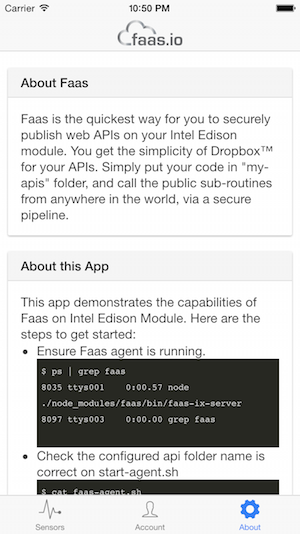 Carrier 10:50 PM
faas.io
About Faas
Faas is the quickest way for you to securely
publish web APIs on your Intel Edison
module. You get the simplicity of Dropbox™
for your APIs. Simply put your code in "my-
apis" folder, and call the public sub-routines
from anywhere in the world, via a secure
pipeline.
About this App
This app demonstrates the capabilities of
Faas on Intel Edison Module. Here are the
steps to get started:
• Ensure Faas agent is running.
$ ps | grep faas
8035 ttys001 0:00.57 node
./node_modules/faas/bin/faas-ix-server
8097 ttys003 0:00.00 grep faas
• Check the configured api folder name is
correct on start-agent.sh
$ cat faas-agent.sh
Sensors Account About